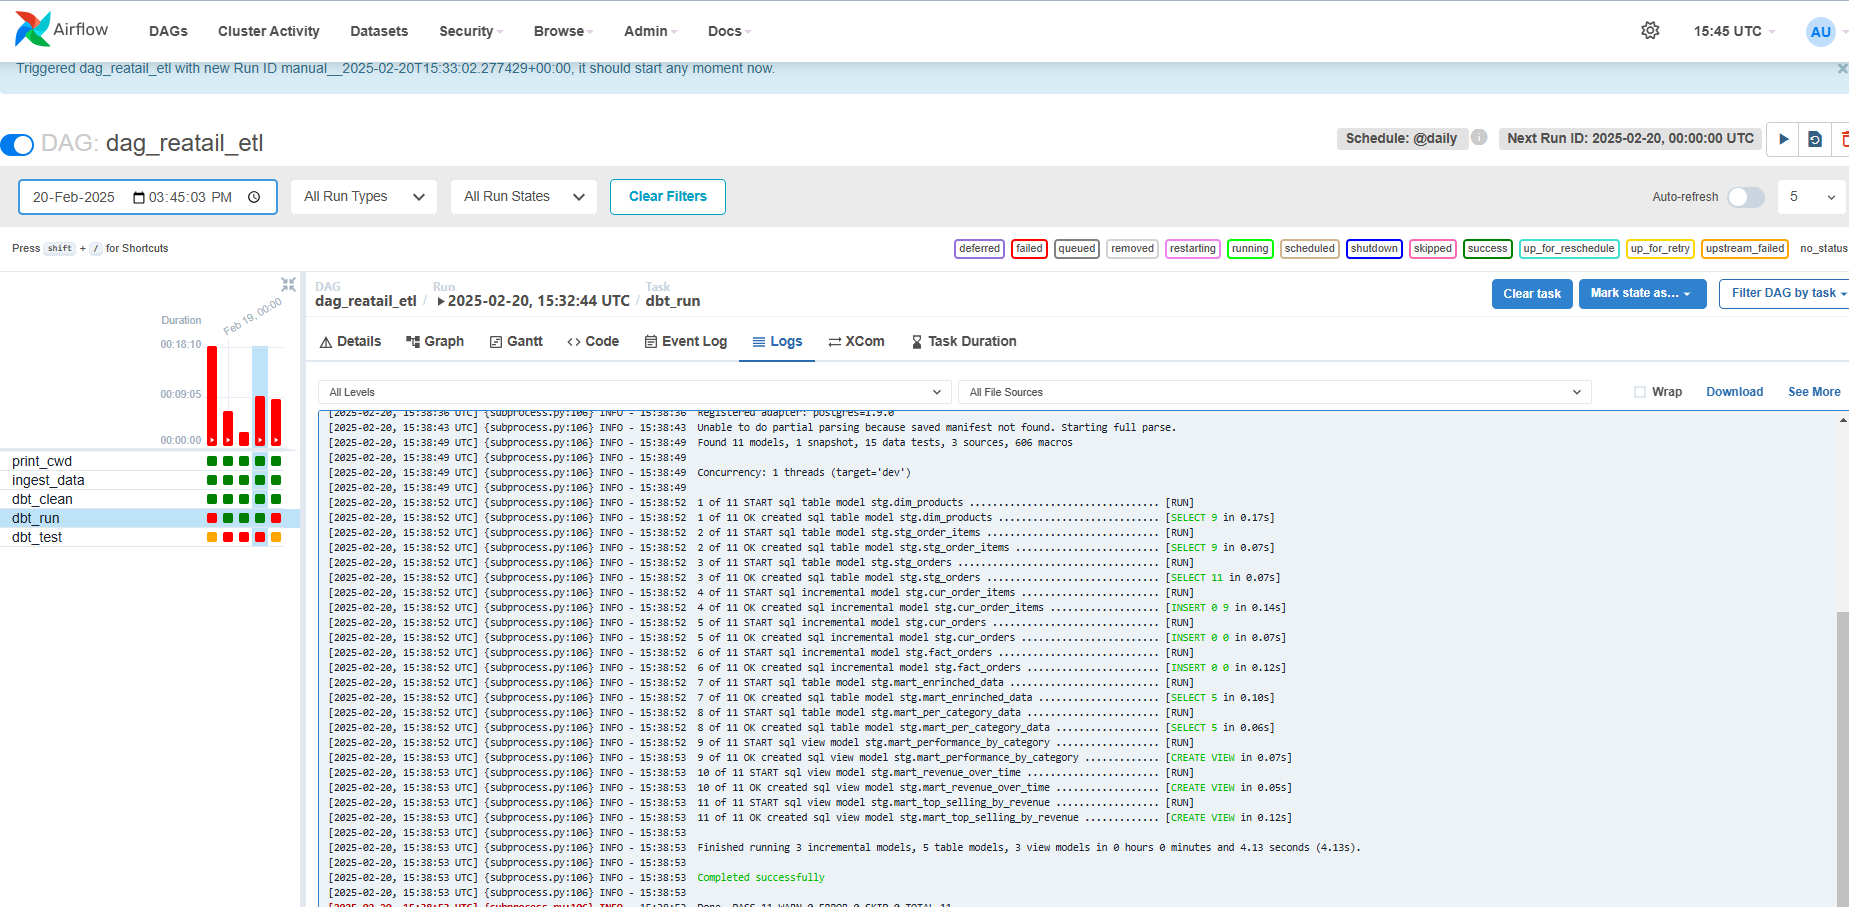 Airflow DAGs Cluster Activity Datasets Security Browse Admin Docs 15:45 UTC AU
Triggered dag_reatail_etl with new Run ID manual__2025-02-20T15:33:02.277429+00:00, it should start any moment now. ×
DAG: dag_reatail_etl Schedule: @daily i Next Run ID: 2025-02-20, 00:00:00 UTC
20-Feb-2025 03:45:03 PM All Run Types All Run States Clear Filters Auto-refresh 5
Press shift + / for Shortcuts deferred failed queued removed restarting running scheduled shutdown skipped success up_for_reschedule up_for_retry upstream_failed no_status
Duration
Feb 19, 00:00
00:18:10
00:09:05
00:00:00
print_cwd
ingest_data
dbt_clean
dbt_run
dbt_test
DAG Run Task
dag_reatail_etl / 2025-02-20, 15:32:44 UTC / dbt_run
Clear task Mark state as... Filter DAG by task
Details Graph Gantt Code Event Log Logs XCom Task Duration
All Levels All File Sources Wrap Download See More
[2025-02-20, 15:38:36 UTC] {subprocess.py:106} INFO - 15:38:36 Registered adapter: postgres=1.9.0
[2025-02-20, 15:38:43 UTC] {subprocess.py:106} INFO - 15:38:43 Unable to do partial parsing because saved manifest not found. Starting full parse.
[2025-02-20, 15:38:49 UTC] {subprocess.py:106} INFO - 15:38:49 Found 11 models, 1 snapshot, 15 data tests, 3 sources, 606 macros
[2025-02-20, 15:38:49 UTC] {subprocess.py:106} INFO - 15:38:49
[2025-02-20, 15:38:49 UTC] {subprocess.py:106} INFO - 15:38:49 Concurrency: 1 threads (target='dev')
[2025-02-20, 15:38:49 UTC] {subprocess.py:106} INFO - 15:38:49
[2025-02-20, 15:38:52 UTC] {subprocess.py:106} INFO - 15:38:52 1 of 11 START sql table model stg.dim_products ................................. [RUN]
[2025-02-20, 15:38:52 UTC] {subprocess.py:106} INFO - 15:38:52 1 of 11 OK created sql table model stg.dim_products ............................ [SELECT 9 in 0.17s]
[2025-02-20, 15:38:52 UTC] {subprocess.py:106} INFO - 15:38:52 2 of 11 START sql table model stg.stg_order_items .............................. [RUN]
[2025-02-20, 15:38:52 UTC] {subprocess.py:106} INFO - 15:38:52 2 of 11 OK created sql table model stg.stg_order_items ......................... [SELECT 9 in 0.07s]
[2025-02-20, 15:38:52 UTC] {subprocess.py:106} INFO - 15:38:52 3 of 11 START sql table model stg.stg_orders ................................... [RUN]
[2025-02-20, 15:38:52 UTC] {subprocess.py:106} INFO - 15:38:52 3 of 11 OK created sql table model stg.stg_orders .............................. [SELECT 11 in 0.07s]
[2025-02-20, 15:38:52 UTC] {subprocess.py:106} INFO - 15:38:52 4 of 11 START sql incremental model stg.cur_order_items ........................ [RUN]
[2025-02-20, 15:38:52 UTC] {subprocess.py:106} INFO - 15:38:52 4 of 11 OK created sql incremental model stg.cur_order_items ................... [INSERT 0 9 in 0.14s]
[2025-02-20, 15:38:52 UTC] {subprocess.py:106} INFO - 15:38:52 5 of 11 START sql incremental model stg.cur_orders ............................. [RUN]
[2025-02-20, 15:38:52 UTC] {subprocess.py:106} INFO - 15:38:52 5 of 11 OK created sql incremental model stg.cur_orders ........................ [INSERT 0 0 in 0.07s]
[2025-02-20, 15:38:52 UTC] {subprocess.py:106} INFO - 15:38:52 6 of 11 START sql incremental model stg.fact_orders ............................ [RUN]
[2025-02-20, 15:38:52 UTC] {subprocess.py:106} INFO - 15:38:52 6 of 11 OK created sql incremental model stg.fact_orders ....................... [INSERT 0 0 in 0.12s]
[2025-02-20, 15:38:52 UTC] {subprocess.py:106} INFO - 15:38:52 7 of 11 START sql table model stg.mart_enrinched_data .......................... [RUN]
[2025-02-20, 15:38:52 UTC] {subprocess.py:106} INFO - 15:38:52 7 of 11 OK created sql table model stg.mart_enrinched_data ..................... [SELECT 5 in 0.10s]
[2025-02-20, 15:38:52 UTC] {subprocess.py:106} INFO - 15:38:52 8 of 11 START sql table model stg.mart_per_category_data ....................... [RUN]
[2025-02-20, 15:38:52 UTC] {subprocess.py:106} INFO - 15:38:52 8 of 11 OK created sql table model stg.mart_per_category_data .................. [SELECT 5 in 0.06s]
[2025-02-20, 15:38:52 UTC] {subprocess.py:106} INFO - 15:38:52 9 of 11 START sql view model stg.mart_performance_by_category .................. [RUN]
[2025-02-20, 15:38:53 UTC] {subprocess.py:106} INFO - 15:38:53 9 of 11 OK created sql view model stg.mart_performance_by_category ............. [CREATE VIEW in 0.07s]
[2025-02-20, 15:38:53 UTC] {subprocess.py:106} INFO - 15:38:53 10 of 11 START sql view model stg.mart_revenue_over_time ....................... [RUN]
[2025-02-20, 15:38:53 UTC] {subprocess.py:106} INFO - 15:38:53 10 of 11 OK created sql view model stg.mart_revenue_over_time .................. [CREATE VIEW in 0.05s]
[2025-02-20, 15:38:53 UTC] {subprocess.py:106} INFO - 15:38:53 11 of 11 START sql view model stg.mart_top_selling_by_revenue .................. [RUN]
[2025-02-20, 15:38:53 UTC] {subprocess.py:106} INFO - 15:38:53 11 of 11 OK created sql view model stg.mart_top_selling_by_revenue ............. [CREATE VIEW in 0.12s]
[2025-02-20, 15:38:53 UTC] {subprocess.py:106} INFO - 15:38:53
[2025-02-20, 15:38:53 UTC] {subprocess.py:106} INFO - 15:38:53 Finished running 3 incremental models, 5 table models, 3 view models in 0 hours 0 minutes and 4.13 seconds (4.13s).
[2025-02-20, 15:38:53 UTC] {subprocess.py:106} INFO - 15:38:53
[2025-02-20, 15:38:53 UTC] {subprocess.py:106} INFO - 15:38:53 Completed successfully
[2025-02-20, 15:38:53 UTC] {subprocess.py:106} INFO - 15:38:53
[2025-02-20, 15:38:53 UTC] {subprocess.py:106} INFO - 15:38:53 Done. PASS=11 WARN=0 ERROR=0 SKIP=0 TOTAL=11